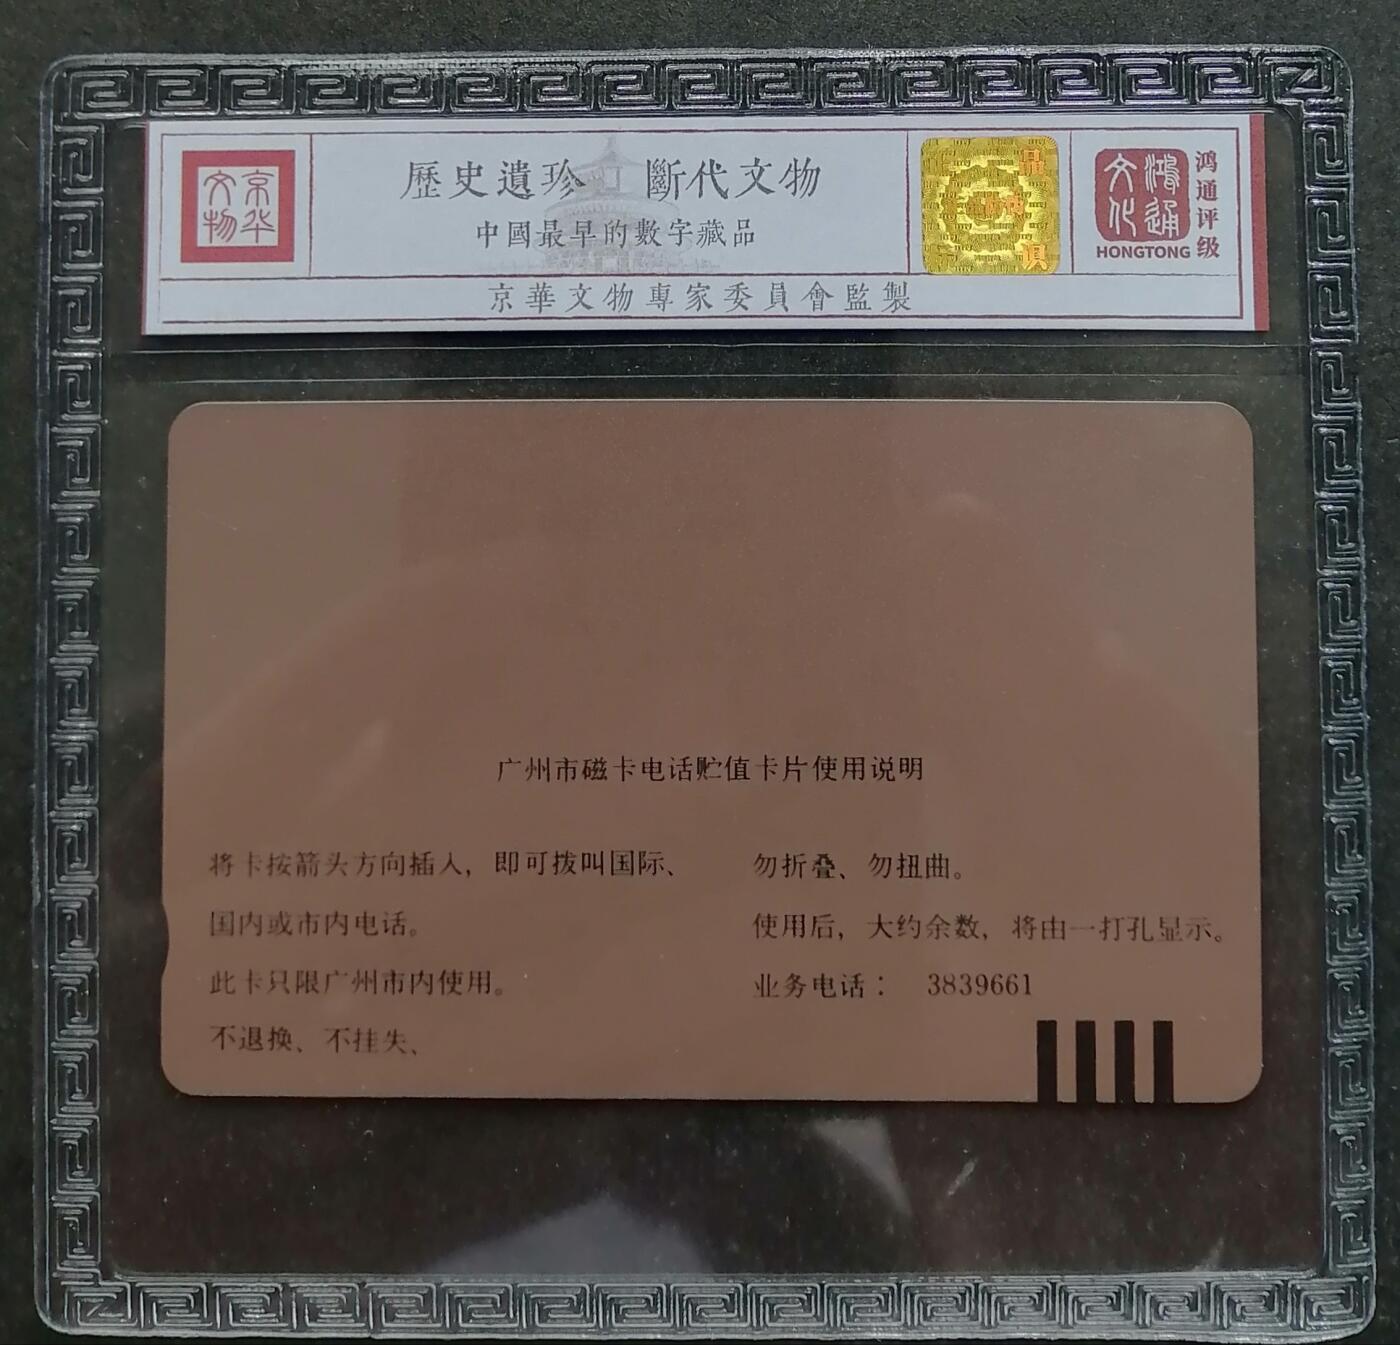 京华
文物
歷史遺珍 斷代文物
中國最早的數字藏品
京華文物專家委員會監製
鸿通
文化
HONGTONG
鸿通评级
广州市磁卡电话贮值卡片使用说明
将卡按箭头方向插入，即可拨叫国际、
国内或市内电话。
此卡只限广州市内使用。
不退换、不挂失、
勿折叠、勿扭曲。
使用后，大约余数，将由一打孔显示。
业务电话： 3839661